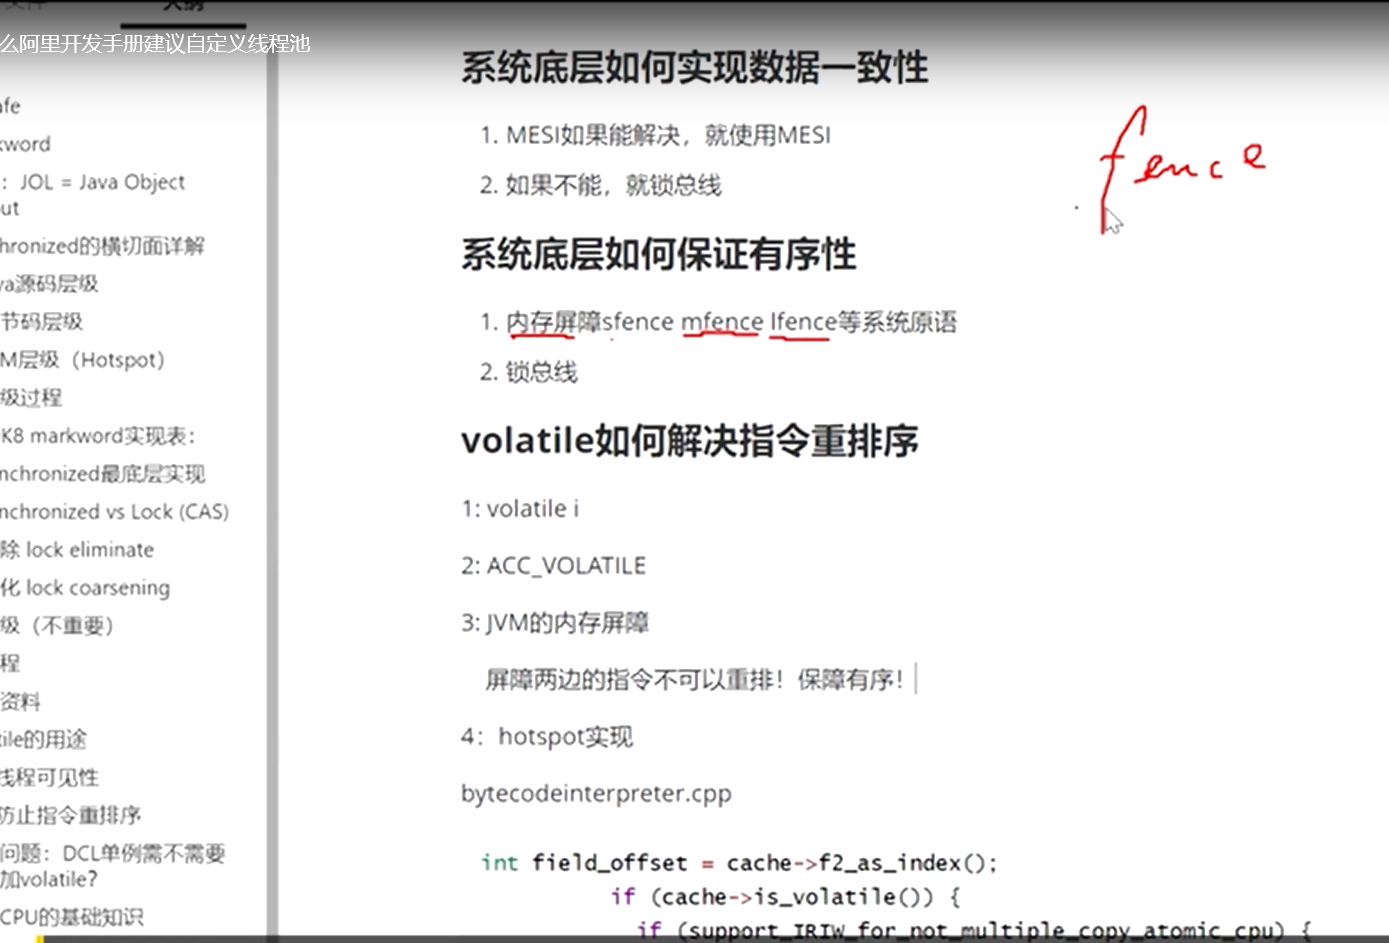 大纲
么阿里开发手册建议自定义线程池
afe
kword
：JOL = Java Object
out
hronized的横切面详解
va源码层级
节码层级
M层级（Hotspot）
级过程
K8 markword实现表：
nchronized最底层实现
nchronized vs Lock (CAS)
除 lock eliminate
化 lock coarsening
级（不重要）
程
资料
tile的用途
线程可见性
防止指令重排序
问题：DCL单例需不需要
加volatile？
CPU的基础知识
系统底层如何实现数据一致性
1. MESI如果能解决，就使用MESI
2. 如果不能，就锁总线
fence
系统底层如何保证有序性
1. 内存屏障sfence mfence lfence等系统原语
2. 锁总线
volatile如何解决指令重排序
1: volatile i
2: ACC_VOLATILE
3: JVM的内存屏障
屏障两边的指令不可以重排！保障有序！
4：hotspot实现
bytecodeinterpreter.cpp
int field_offset = cache->f2_as_index();
if (cache->is_volatile()) {
if (support_IRIW_for_not_multiple_copy_atomic_cpu) {